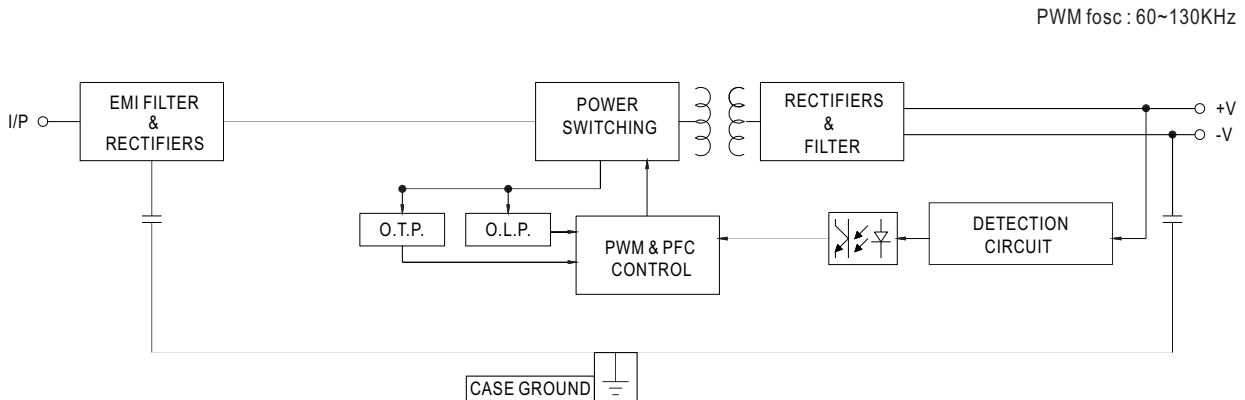 PWM fosc : 60~130KHz
I/P
EMI FILTER
&
RECTIFIERS
POWER
SWITCHING
RECTIFIERS
&
FILTER
+V
-V
O.T.P.
O.L.P.
PWM & PFC
CONTROL
DETECTION
CIRCUIT
CASE GROUND